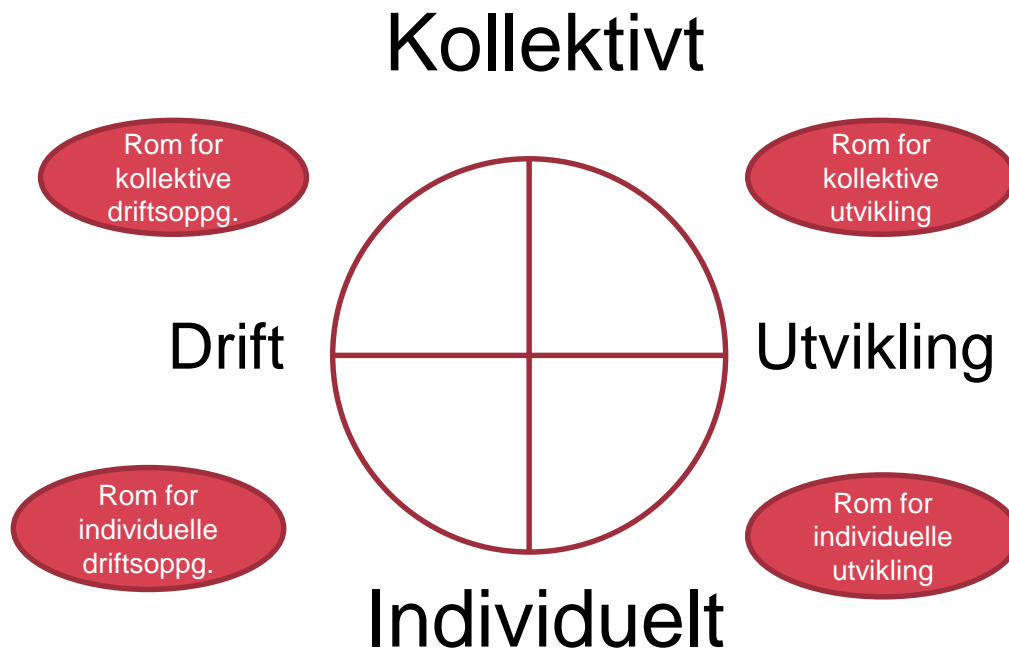 Kollektivt
Rom for
kollektive
driftsoppg.
Rom for
kollektive
utvikling
Drift
Utvikling
Rom for
individuelle
driftsoppg.
Rom for
individuelle
utvikling
Individuelt